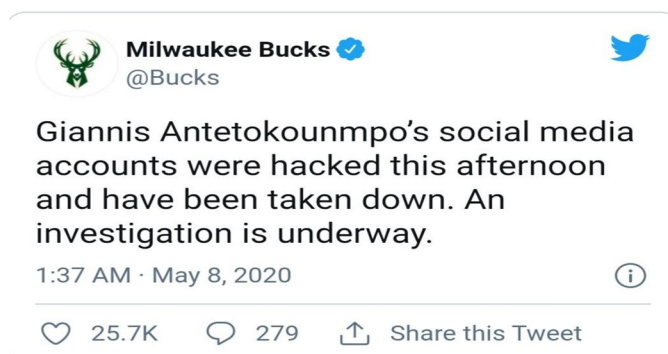 Milwaukee Bucks
@Bucks
Giannis Antetokounmpo’s social media
accounts were hacked this afternoon
and have been taken down. An
investigation is underway.
1:37 AM · May 8, 2020
25.7K 279 Share this Tweet